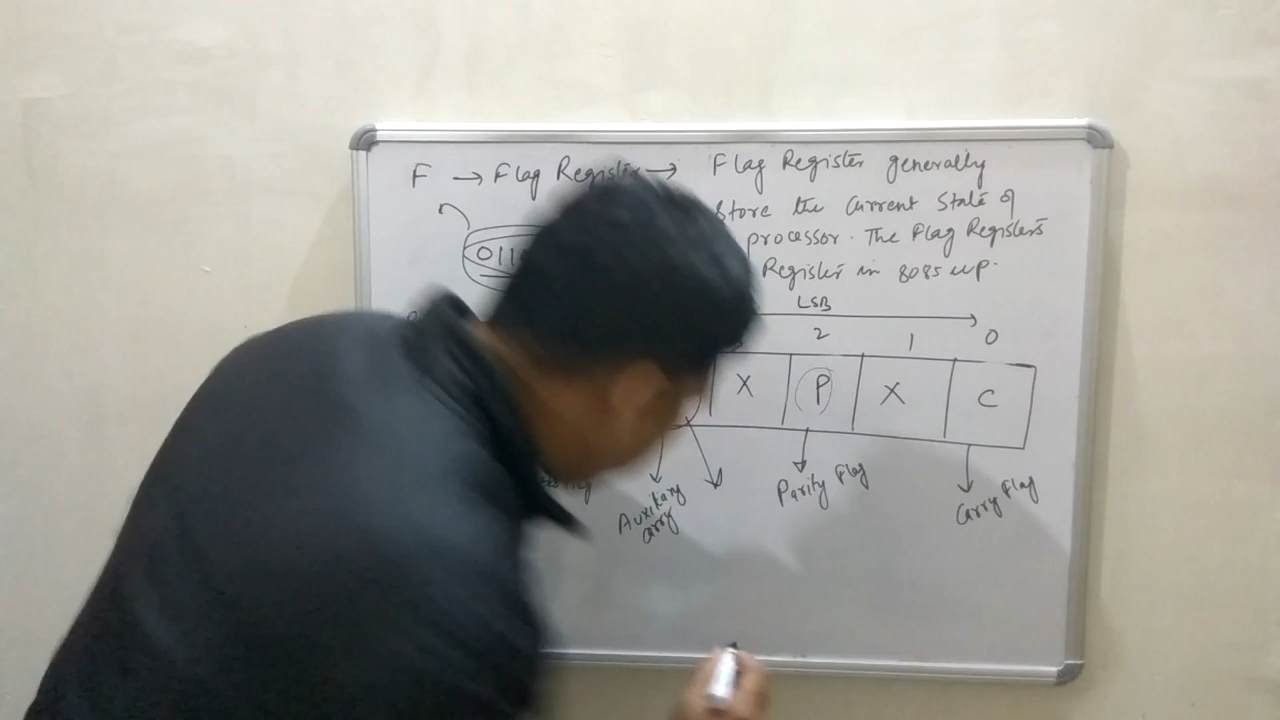 F → Flag Register → Flag Register generally
store the Current State of
processor. The Flag Registers
Register in 8085 μp.
011
LSB
2 1 0
X P X C
Auxilary
Carry
Parity Flag
Carry Flag